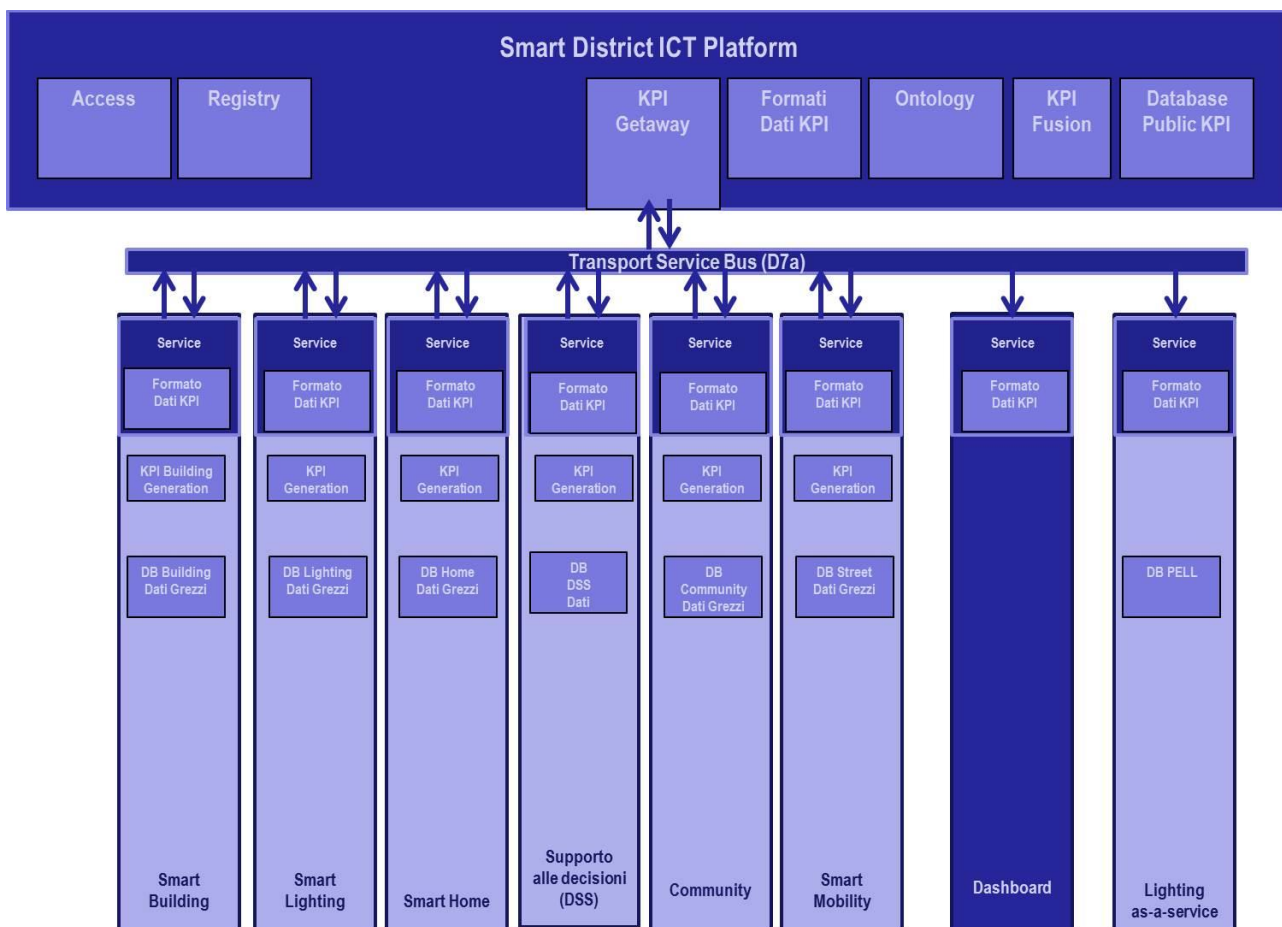 Smart District ICT Platform
Access
Registry
KPI
Getaway
Formati
Dati KPI
Ontology
KPI
Fusion
Database
Public KPI
Transport Service Bus (D7a)
Service
Service
Service
Service
Service
Service
Service
Service
Formato
Dati KPI
Formato
Dati KPI
Formato
Dati KPI
Formato
Dati KPI
Formato
Dati KPI
Formato
Dati KPI
Formato
Dati KPI
Formato
Dati KPI
KPI Building
Generation
KPI
Generation
KPI
Generation
KPI
Generation
KPI
Generation
KPI
Generation
DB Building
Dati Grezzi
DB Lighting
Dati Grezzi
DB Home
Dati Grezzi
DB
DSS
Dati
DB
Community
Dati Grezzi
DB Street
Dati Grezzi
DB PELL
Smart
Building
Smart
Lighting
Smart Home
Supporto
alle decisioni
(DSS)
Community
Smart
Mobility
Dashboard
Lighting
as-a-service